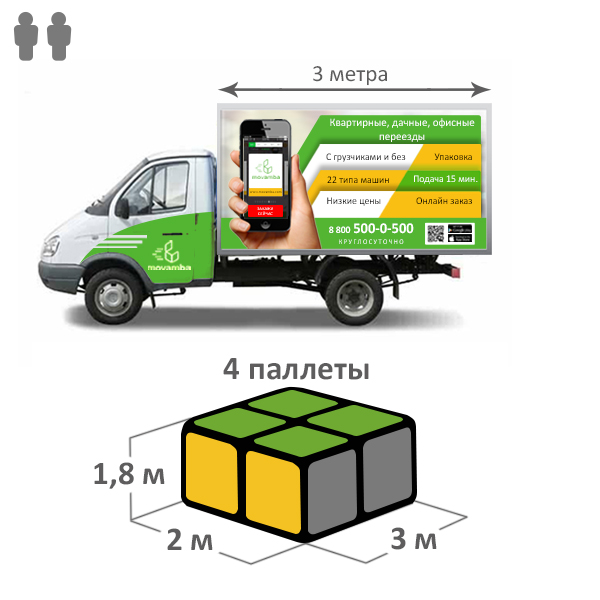 3 метра
Квартирные, дачные, офисные
переезды
С грузчиками и без
Упаковка
22 типа машин
Подача 15 мин.
Низкие цены
Онлайн заказ
8 800 500-0-500
КРУГЛОСУТОЧНО
movamba
ЗАКАЖИ
СЕЙЧАС
movamba
4 паллеты
1,8 м
2 м
3 м